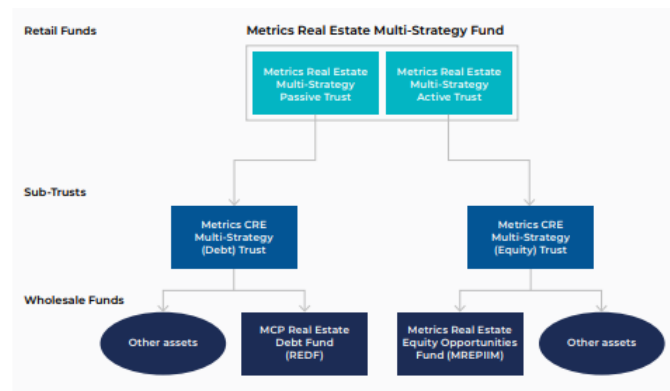 Retail Funds
Metrics Real Estate Multi-Strategy Fund
Metrics Real Estate
Multi-Strategy
Passive Trust
Metrics Real Estate
Multi-Strategy
Active Trust
Sub-Trusts
Metrics CRE
Multi-Strategy
(Debt) Trust
Metrics CRE
Multi-Strategy
(Equity) Trust
Wholesale Funds
Other assets
MCP Real Estate
Debt Fund
(REDF)
Metrics Real Estate
Equity Opportunities
Fund (MREPIIM)
Other assets